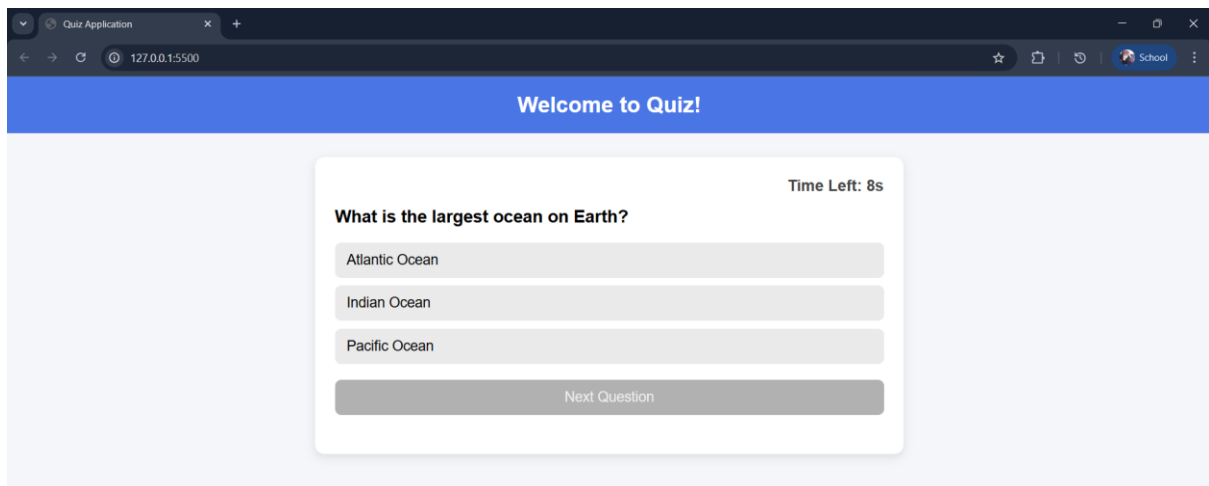 Quiz Application
127.0.0.1:5500
School
Welcome to Quiz!
Time Left: 8s
What is the largest ocean on Earth?
Atlantic Ocean
Indian Ocean
Pacific Ocean
Next Question